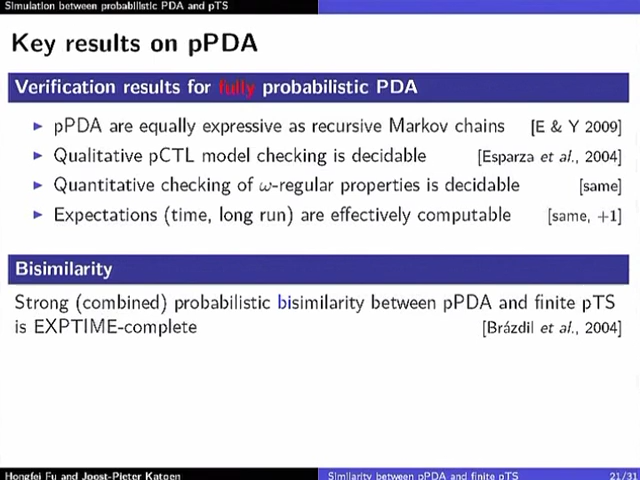 Simulation between probabilistic PDA and pTS
Key results on pPDA
Verification results for fully probabilistic PDA
▶ pPDA are equally expressive as recursive Markov chains [E & Y 2009]
▶ Qualitative pCTL model checking is decidable [Esparza et al., 2004]
▶ Quantitative checking of ω-regular properties is decidable [same]
▶ Expectations (time, long run) are effectively computable [same, +1]
Bisimilarity
Strong (combined) probabilistic bisimilarity between pPDA and finite pTS
is EXPTIME-complete [Brázdil et al., 2004]
Hongfei Fu and Joost-Pieter Katoen Similarity between pPDA and finite pTS 21/31